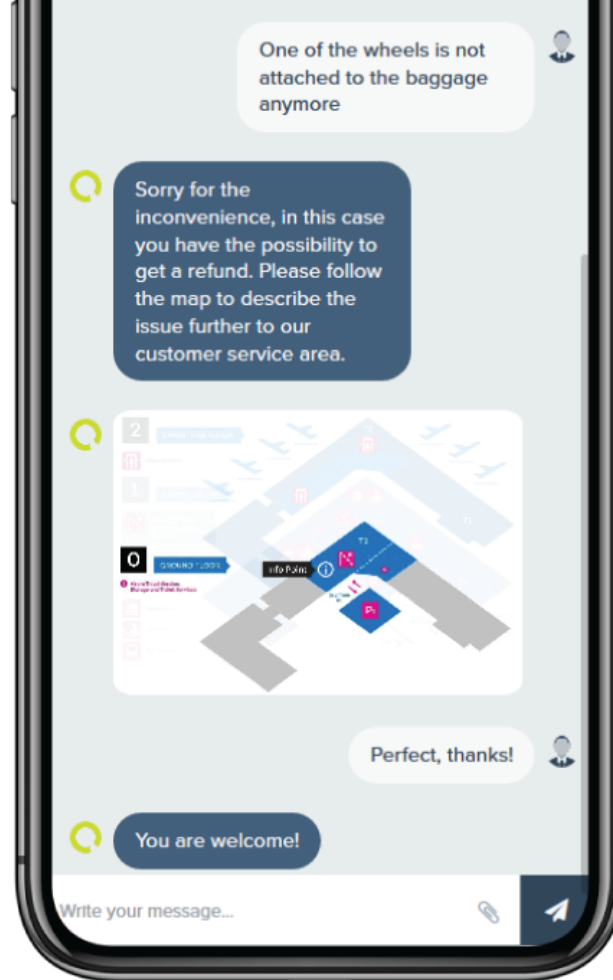 One of the wheels is not
attached to the baggage
anymore
Sorry for the
inconvenience, in this case
you have the possibility to
get a refund. Please follow
the map to describe the
issue further to our
customer service area.
2
1
0
GROUND FLOOR
Info Point
Perfect, thanks!
You are welcome!
Write your message...